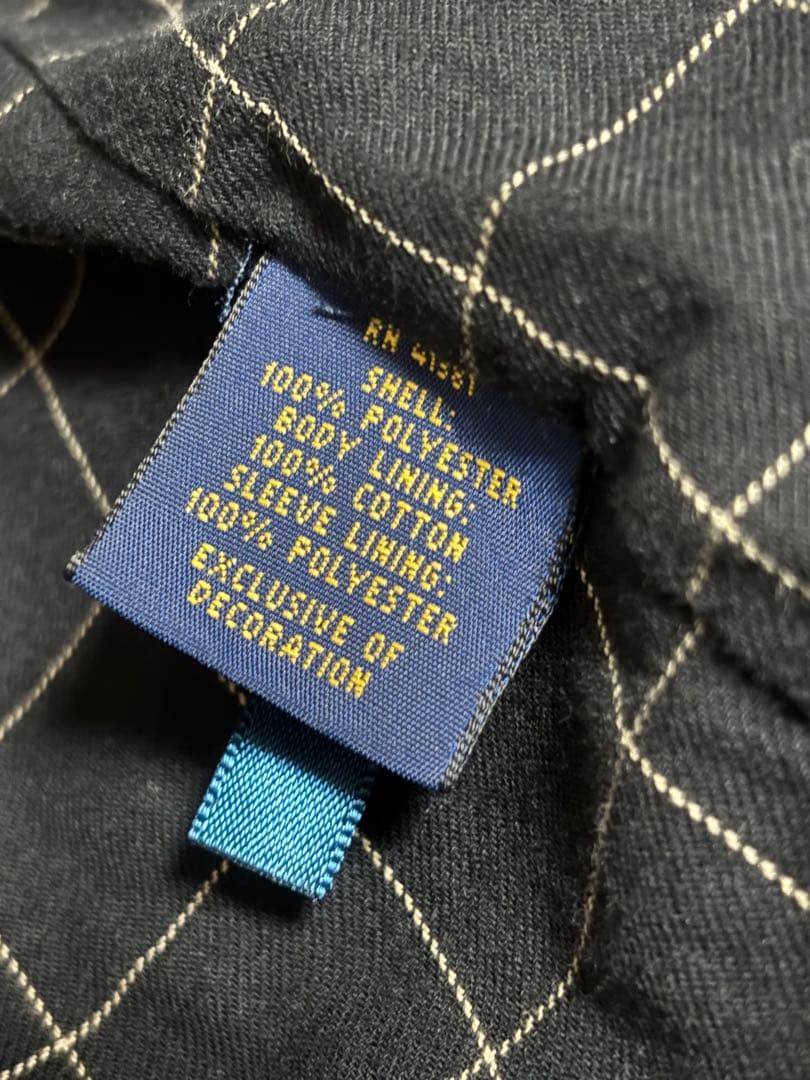 RN 41381
SHELL:
100% POLYESTER
BODY LINING:
100% COTTON
SLEEVE LINING:
100% POLYESTER
EXCLUSIVE OF
DECORATION